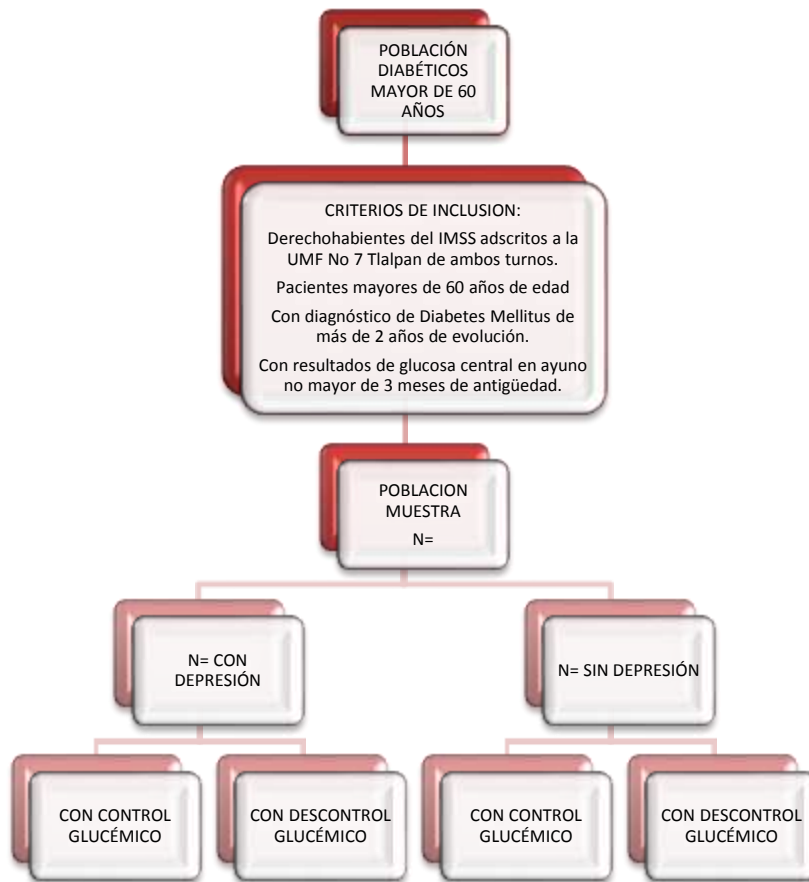 POBLACIÓN
DIABÉTICOS
MAYOR DE 60
AÑOS
CRITERIOS DE INCLUSION:
Derechohabientes del IMSS adscritos a la
UMF No 7 Tlalpan de ambos turnos.
Pacientes mayores de 60 años de edad
Con diagnóstico de Diabetes Mellitus de
más de 2 años de evolución.
Con resultados de glucosa central en ayuno
no mayor de 3 meses de antigüedad.
POBLACION
MUESTRA
N=
N= CON
DEPRESIÓN
N= SIN DEPRESIÓN
CON CONTROL
GLUCÉMICO
CON DESCONTROL
GLUCÉMICO
CON CONTROL
GLUCÉMICO
CON DESCONTROL
GLUCÉMICO